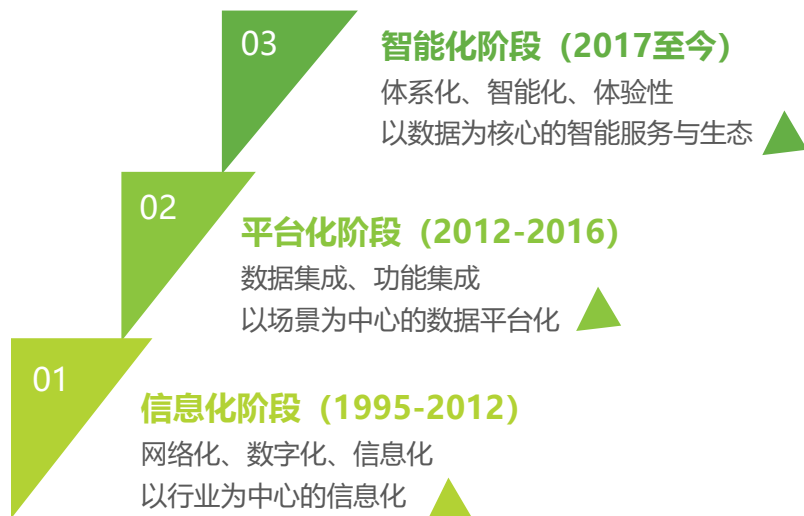 03
智能化阶段（2017至今）
体系化、智能化、体验性
以数据为核心的智能服务与生态
02
平台化阶段（2012-2016）
数据集成、功能集成
以场景为中心的数据平台化
01
信息化阶段（1995-2012）
网络化、数字化、信息化
以行业为中心的信息化